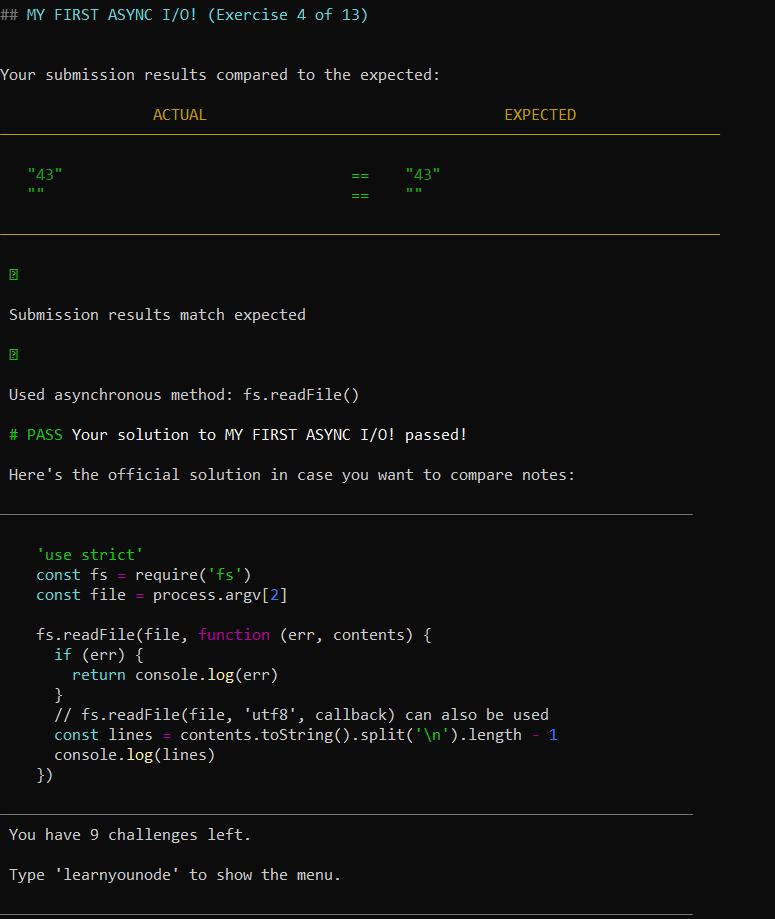 ## MY FIRST ASYNC I/O! (Exercise 4 of 13)
Your submission results compared to the expected:
ACTUAL EXPECTED
"43" == "43"
"" == ""
Submission results match expected
Used asynchronous method: fs.readFile()
# PASS Your solution to MY FIRST ASYNC I/O! passed!
Here's the official solution in case you want to compare notes:
'use strict'
const fs = require('fs')
const file = process.argv[2]
fs.readFile(file, function (err, contents) {
if (err) {
return console.log(err)
}
// fs.readFile(file, 'utf8', callback) can also be used
const lines = contents.toString().split('\n').length - 1
console.log(lines)
})
You have 9 challenges left.
Type 'learnyounode' to show the menu.